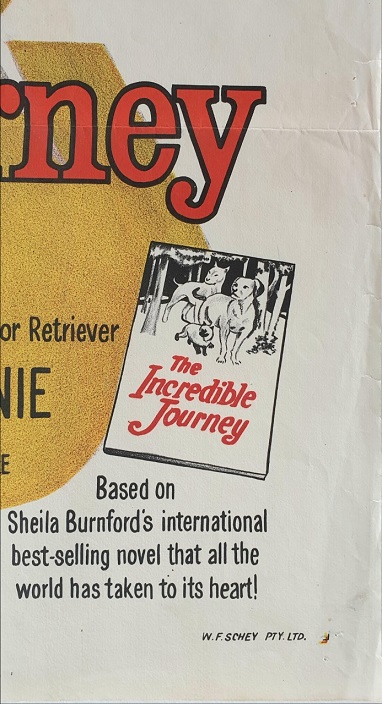 rney
or Retriever
NIE
E
The
Incredible
Journey
Based on
Sheila Burnford's international
best-selling novel that all the
world has taken to its heart!
W.F. SCHEY PTY. LTD.